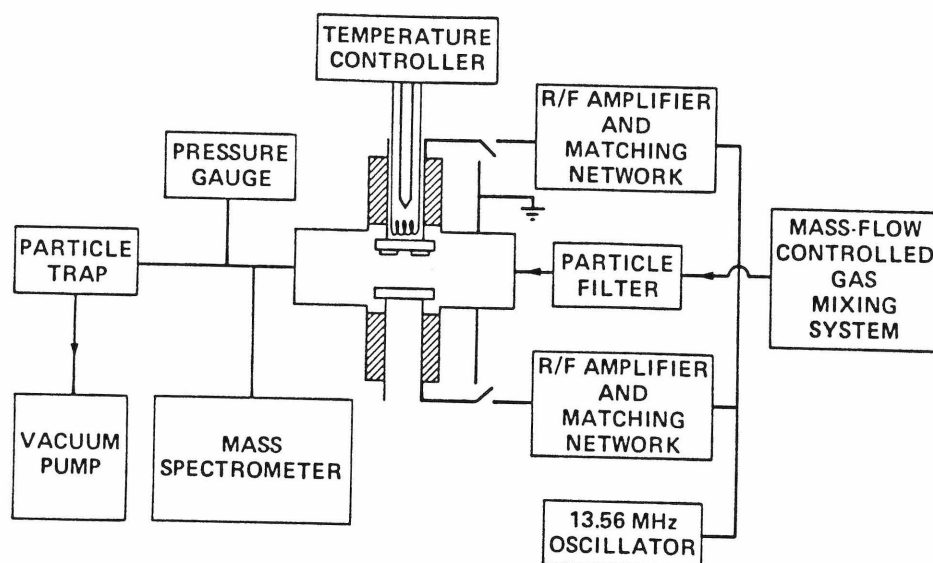 TEMPERATURE
CONTROLLER
R/F AMPLIFIER
AND
MATCHING
NETWORK
PRESSURE
GAUGE
PARTICLE
TRAP
PARTICLE
FILTER
MASS-FLOW
CONTROLLED
GAS
MIXING
SYSTEM
R/F AMPLIFIER
AND
MATCHING
NETWORK
VACUUM
PUMP
MASS
SPECTROMETER
13.56 MHz
OSCILLATOR